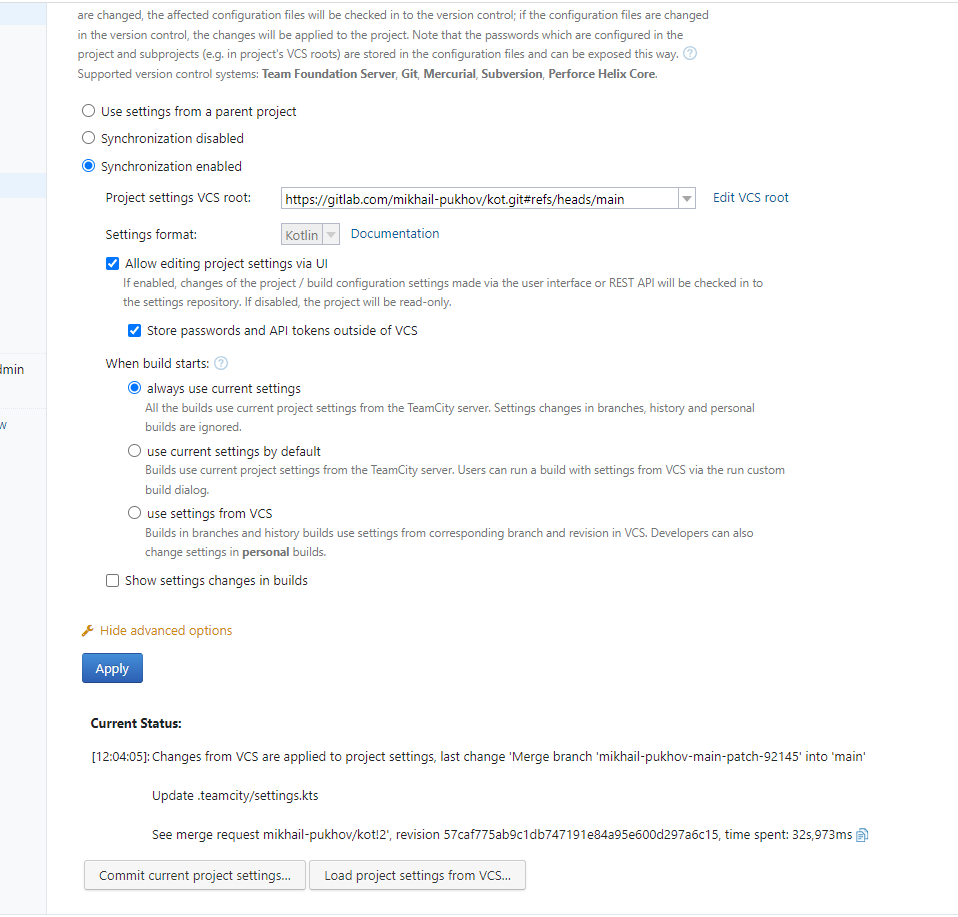 are changed, the affected configuration files will be checked in to the version control; if the configuration files are changed
in the version control, the changes will be applied to the project. Note that the passwords which are configured in the
project and subprojects (e.g. in project's VCS roots) are stored in the configuration files and can be exposed this way. ?
Supported version control systems: Team Foundation Server, Git, Mercurial, Subversion, Perforce Helix Core.
Use settings from a parent project
Synchronization disabled
Synchronization enabled
Project settings VCS root: https://gitlab.com/mikhail-pukhov/kot.git#refs/heads/main Edit VCS root
Settings format: Kotlin Documentation
Allow editing project settings via UI
If enabled, changes of the project / build configuration settings made via the user interface or REST API will be checked in to
the settings repository. If disabled, the project will be read-only.
Store passwords and API tokens outside of VCS
When build starts: ?
dmin
always use current settings
All the builds use current project settings from the TeamCity server. Settings changes in branches, history and personal
builds are ignored.
w
use current settings by default
Builds use current project settings from the TeamCity server. Users can run a build with settings from VCS via the run custom
build dialog.
use settings from VCS
Builds in branches and history builds use settings from corresponding branch and revision in VCS. Developers can also
change settings in personal builds.
Show settings changes in builds
Hide advanced options
Apply
Current Status:
[12:04:05]: Changes from VCS are applied to project settings, last change 'Merge branch 'mikhail-pukhov-main-patch-92145' into 'main'
Update .teamcity/settings.kts
See merge request mikhail-pukhov/kot!2', revision 57caf775ab9c1db747191e84a95e600d297a6c15, time spent: 32s,973ms
Commit current project settings... Load project settings from VCS...